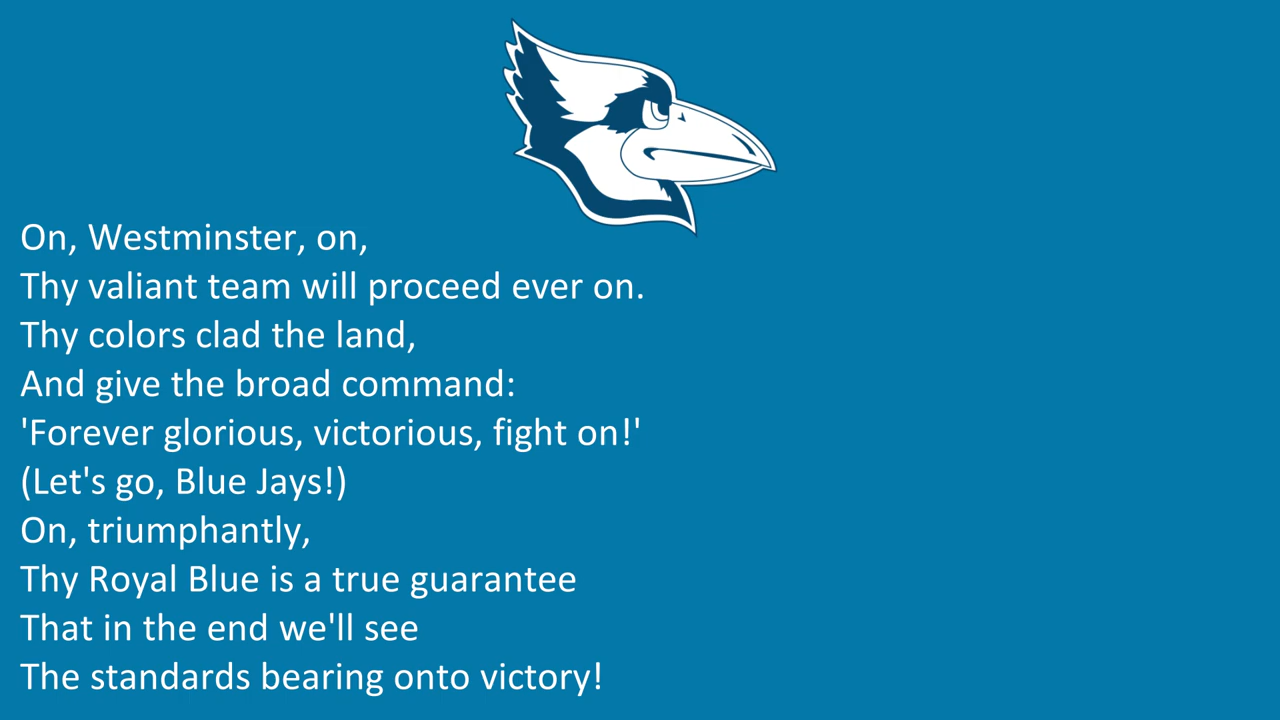 On, Westminster, on,
Thy valiant team will proceed ever on.
Thy colors clad the land,
And give the broad command:
'Forever glorious, victorious, fight on!'
(Let's go, Blue Jays!)
On, triumphantly,
Thy Royal Blue is a true guarantee
That in the end we'll see
The standards bearing onto victory!